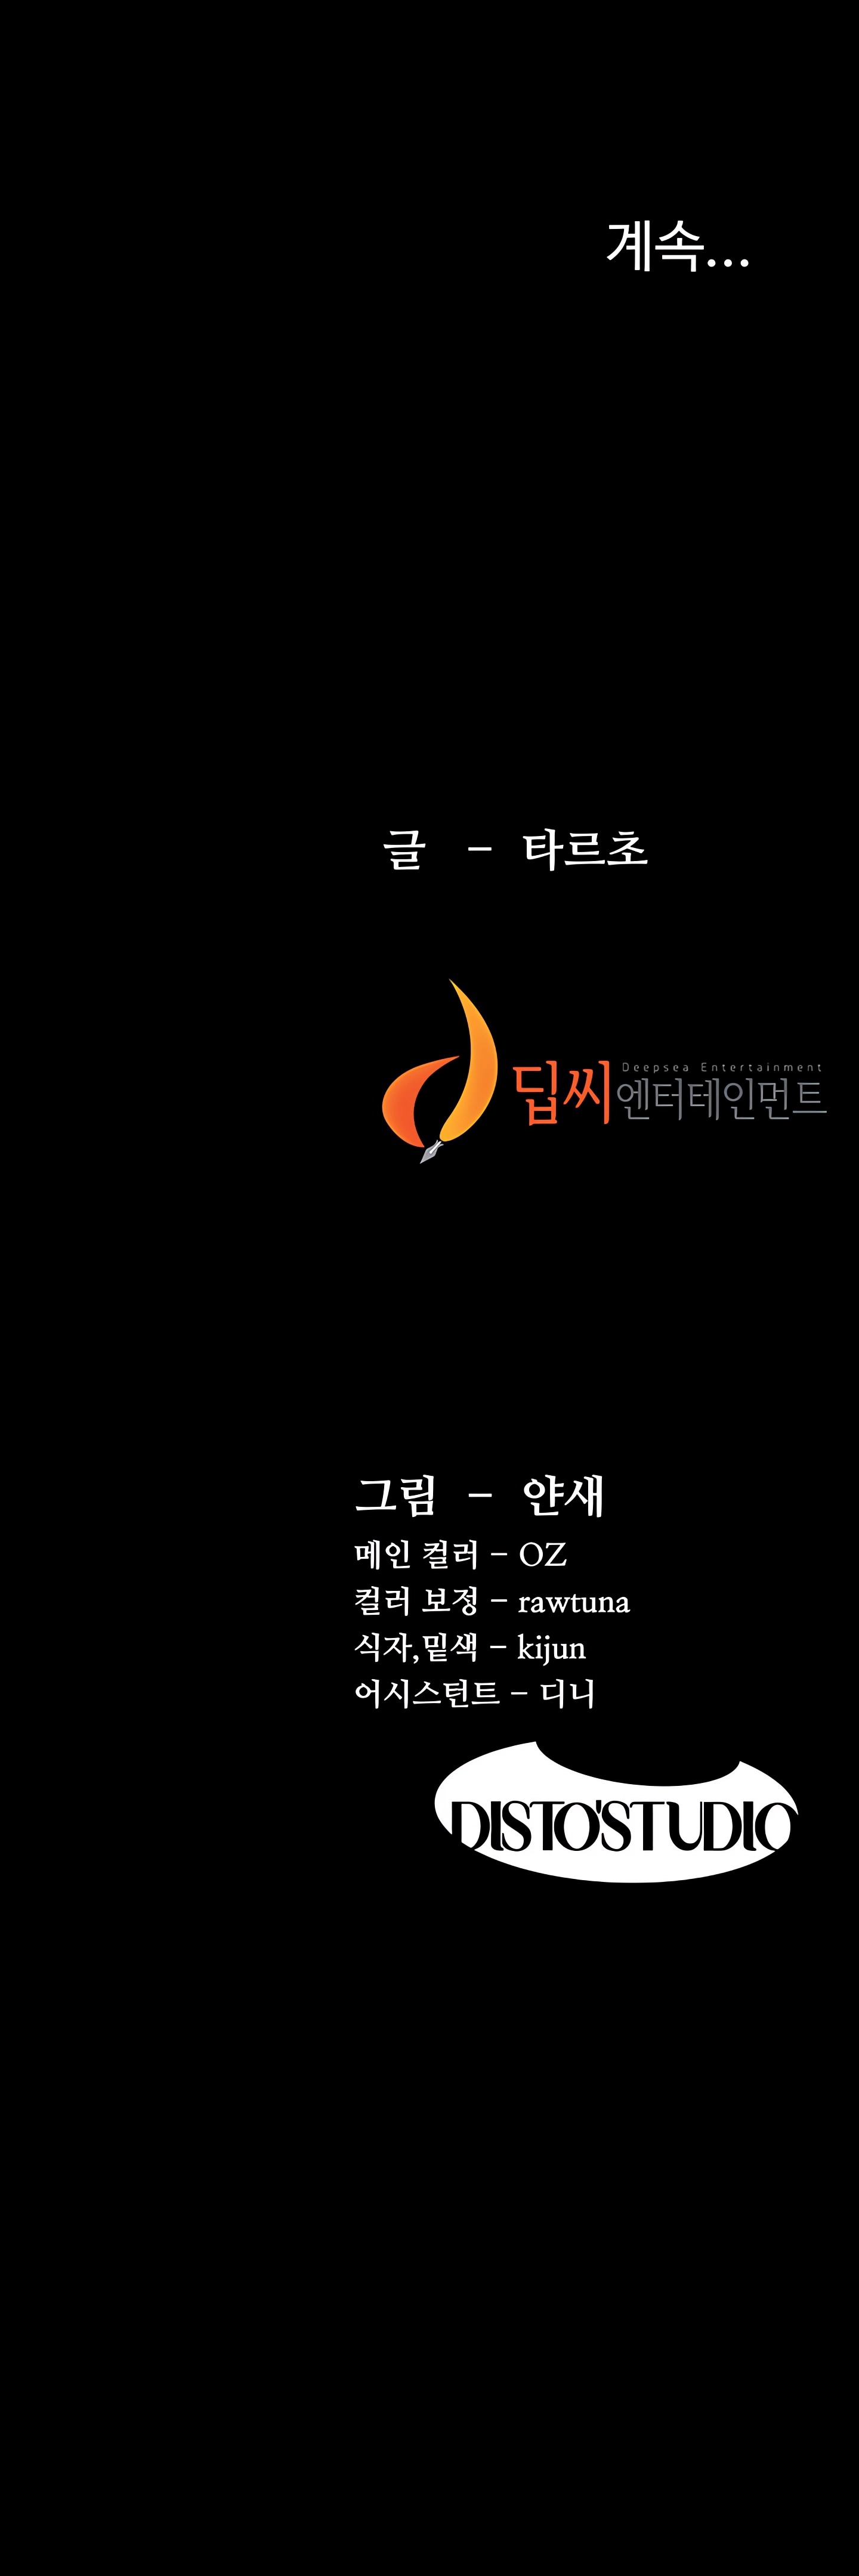 계속...
글 - 타르초
Deepsea Entertainment
딥씨엔터테인먼트
그림 - 얀새
메인 컬러 - OZ
컬러 보정 - rawtuna
식자,밑색 - kijun
어시스턴트 - 디니
DISTO'STUDIO